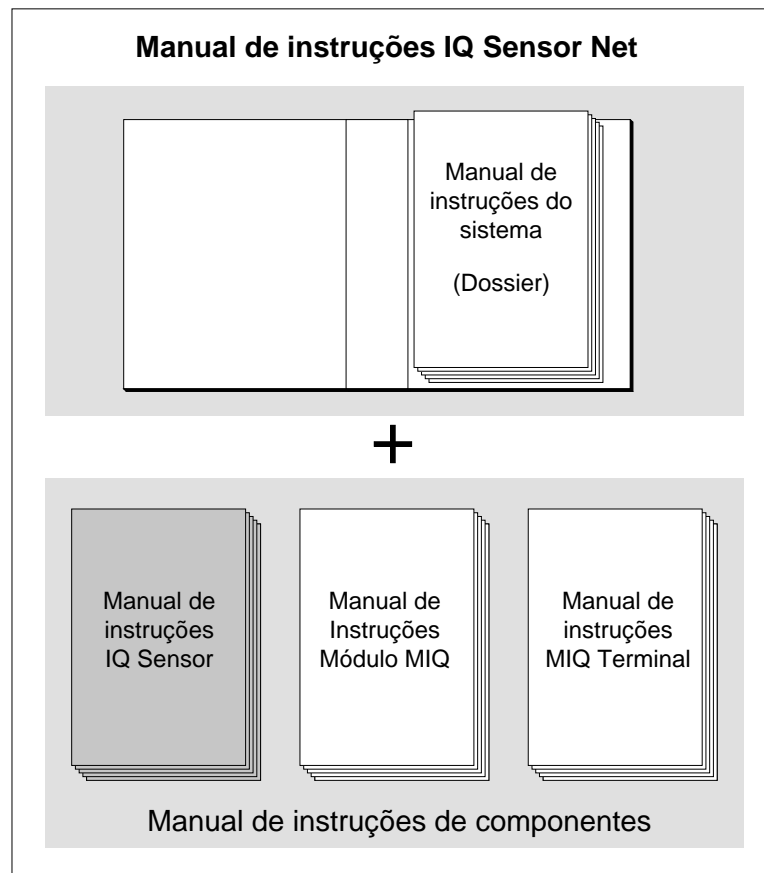 Manual de instruções IQ Sensor Net
Manual de
instruções do
sistema
(Dossier)
+
Manual de
instruções
IQ Sensor
Manual de
Instruções
Módulo MIQ
Manual de
instruções
MIQ Terminal
Manual de instruções de componentes